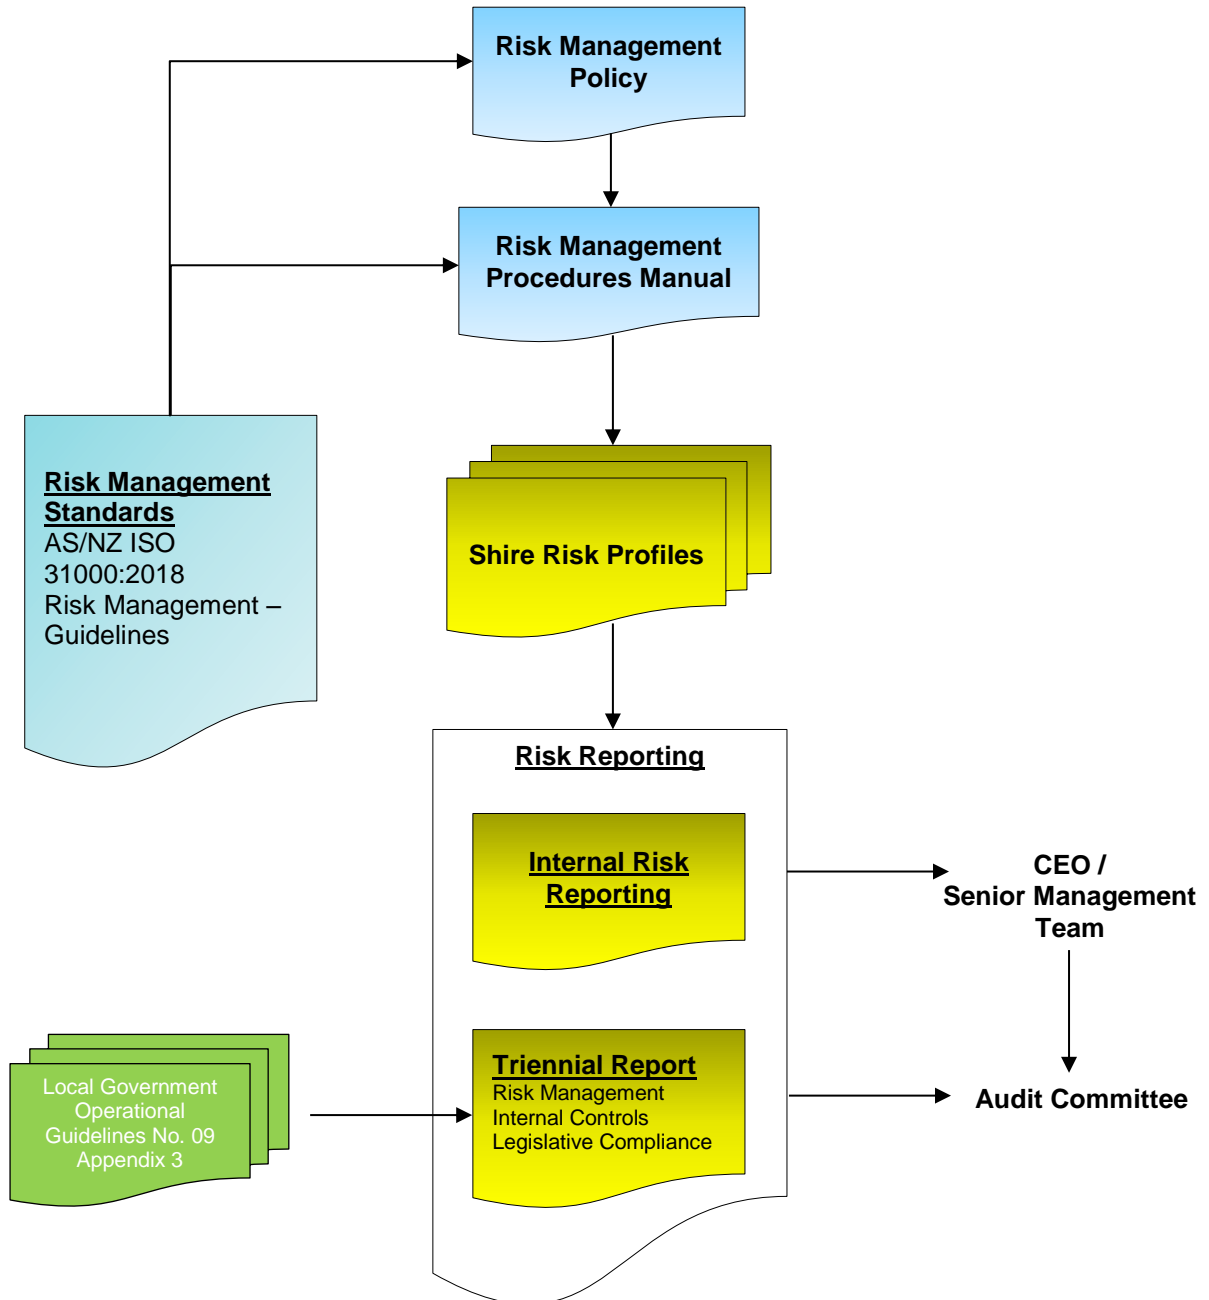 Risk Management
Policy
Risk Management
Procedures Manual
Risk Management
Standards
AS/NZ ISO
31000:2018
Risk Management –
Guidelines
Shire Risk Profiles
Risk Reporting
Internal Risk
Reporting
CEO /
Senior Management
Team
Local Government
Operational
Guidelines No. 09
Appendix 3
Triennial Report
Risk Management
Internal Controls
Legislative Compliance
Audit Committee